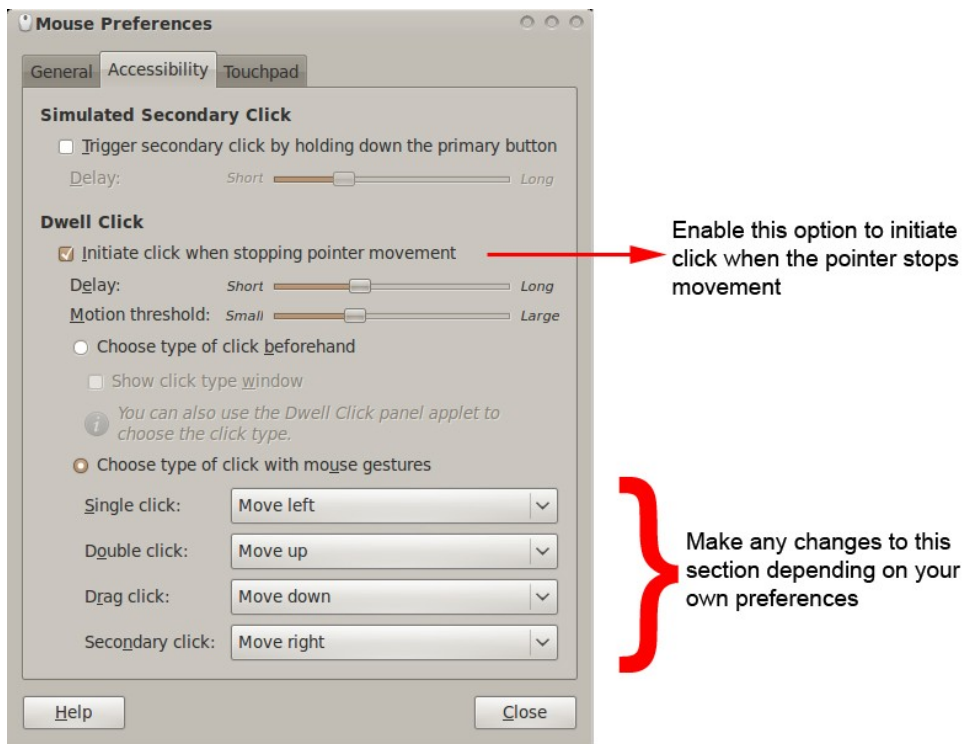 Mouse Preferences
General Accessibility Touchpad
Simulated Secondary Click
Trigger secondary click by holding down the primary button
Delay: Short Long
Dwell Click
Initiate click when stopping pointer movement
Delay: Short Long
Motion threshold: Small Large
Choose type of click beforehand
Show click type window
You can also use the Dwell Click panel applet to
choose the click type.
Choose type of click with mouse gestures
Single click: Move left
Double click: Move up
Drag click: Move down
Secondary click: Move right
Help Close
Enable this option to initiate
click when the pointer stops
movement
Make any changes to this
section depending on your
own preferences